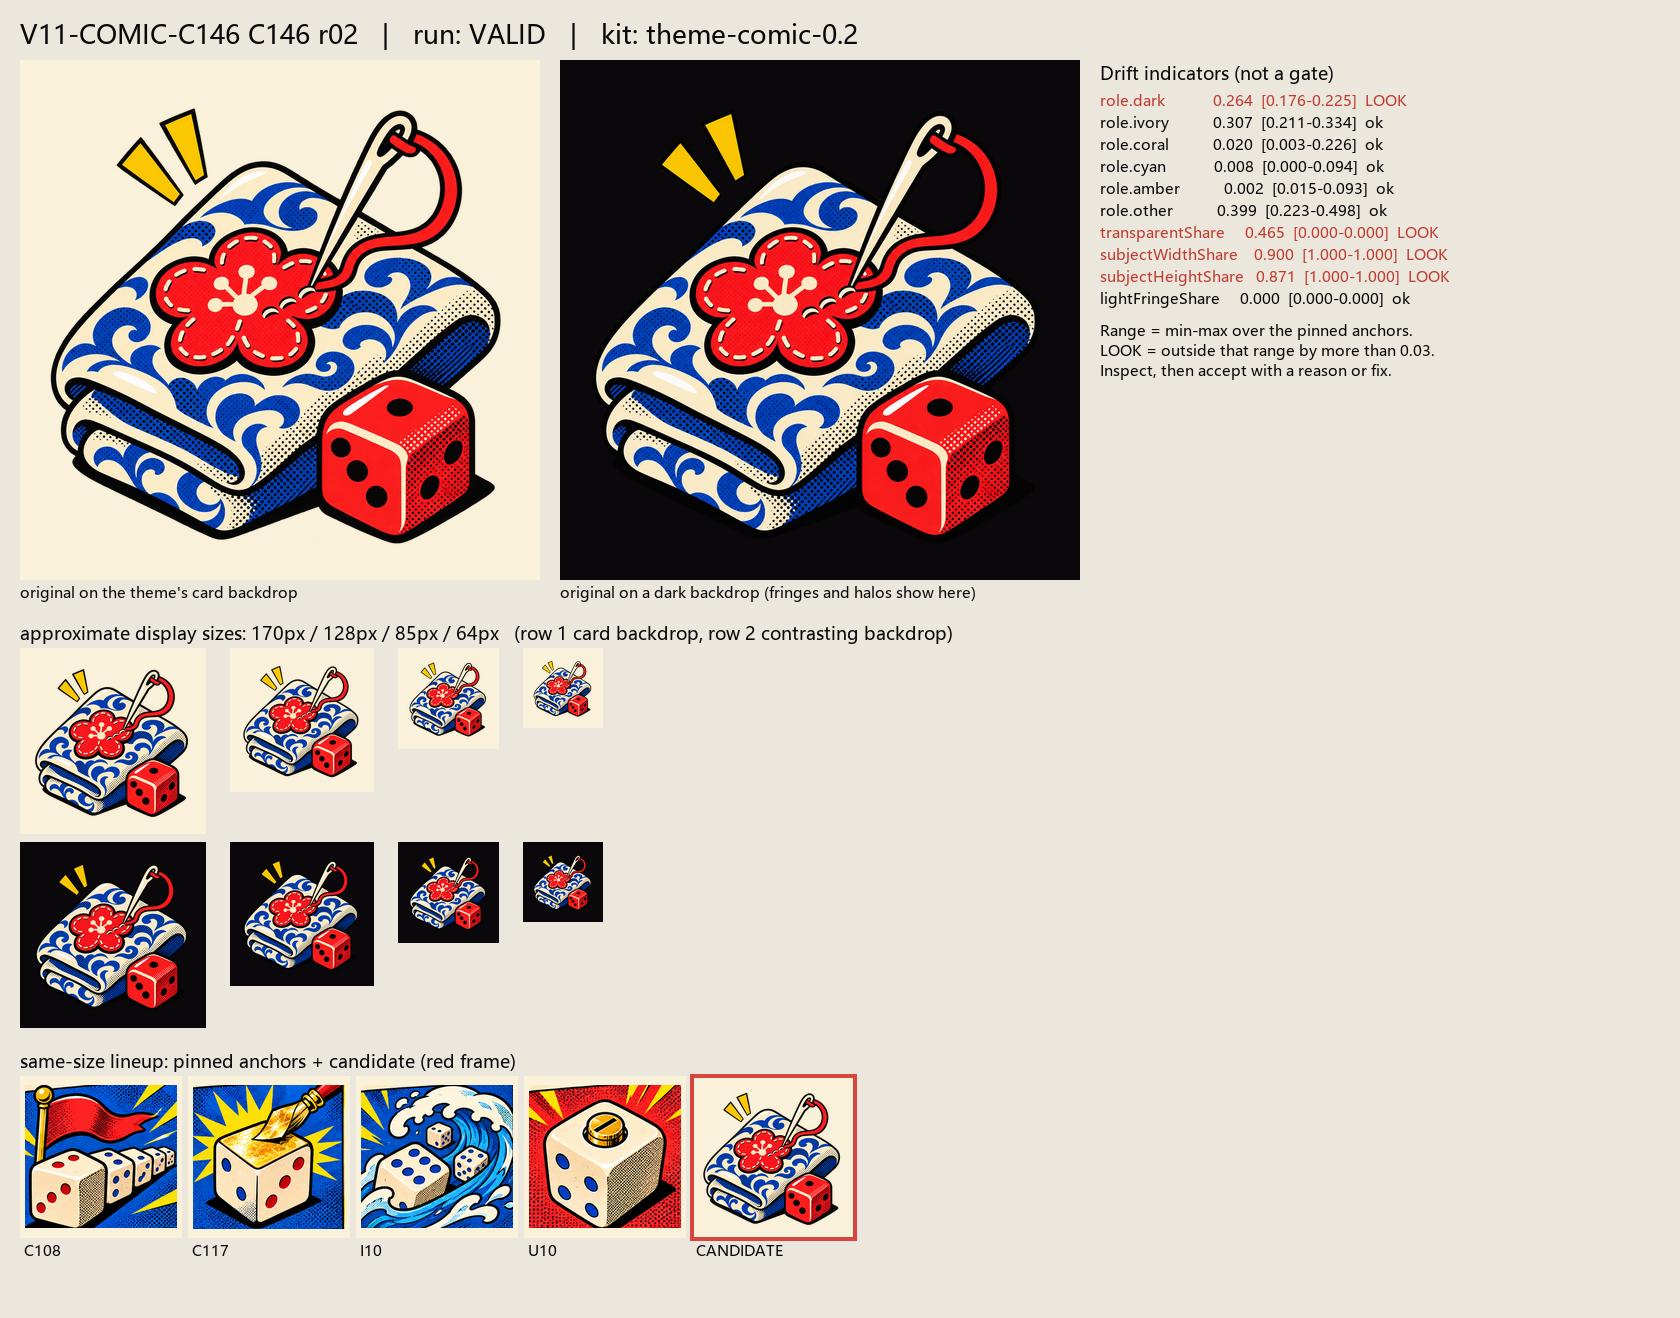 V11-COMIC-C146 C146 r02 | run: VALID | kit: theme-comic-0.2
Drift indicators (not a gate)
role.dark 0.264 [0.176-0.225] LOOK
role.ivory 0.307 [0.211-0.334] ok
role.coral 0.020 [0.003-0.226] ok
role.cyan 0.008 [0.000-0.094] ok
role.amber 0.002 [0.015-0.093] ok
role.other 0.399 [0.223-0.498] ok
transparentShare 0.465 [0.000-0.000] LOOK
subjectWidthShare 0.900 [1.000-1.000] LOOK
subjectHeightShare 0.871 [1.000-1.000] LOOK
lightFringeShare 0.000 [0.000-0.000] ok
Range = min-max over the pinned anchors.
LOOK = outside that range by more than 0.03.
Inspect, then accept with a reason or fix.
original on the theme's card backdrop
original on a dark backdrop (fringes and halos show here)
approximate display sizes: 170px / 128px / 85px / 64px (row 1 card backdrop, row 2 contrasting backdrop)
same-size lineup: pinned anchors + candidate (red frame)
C108
C117
I10
U10
CANDIDATE